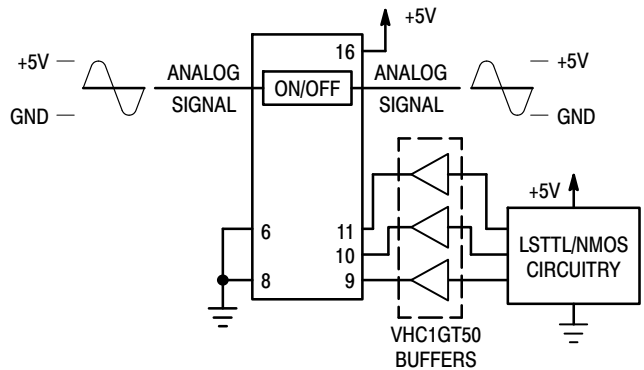 +5V
16
+5V
ANALOG
SIGNAL
ON/OFF
ANALOG
SIGNAL
+5V
GND
GND
+5V
6
11
LSTTL/NMOS
CIRCUITRY
10
8
9
VHC1GT50
BUFFERS